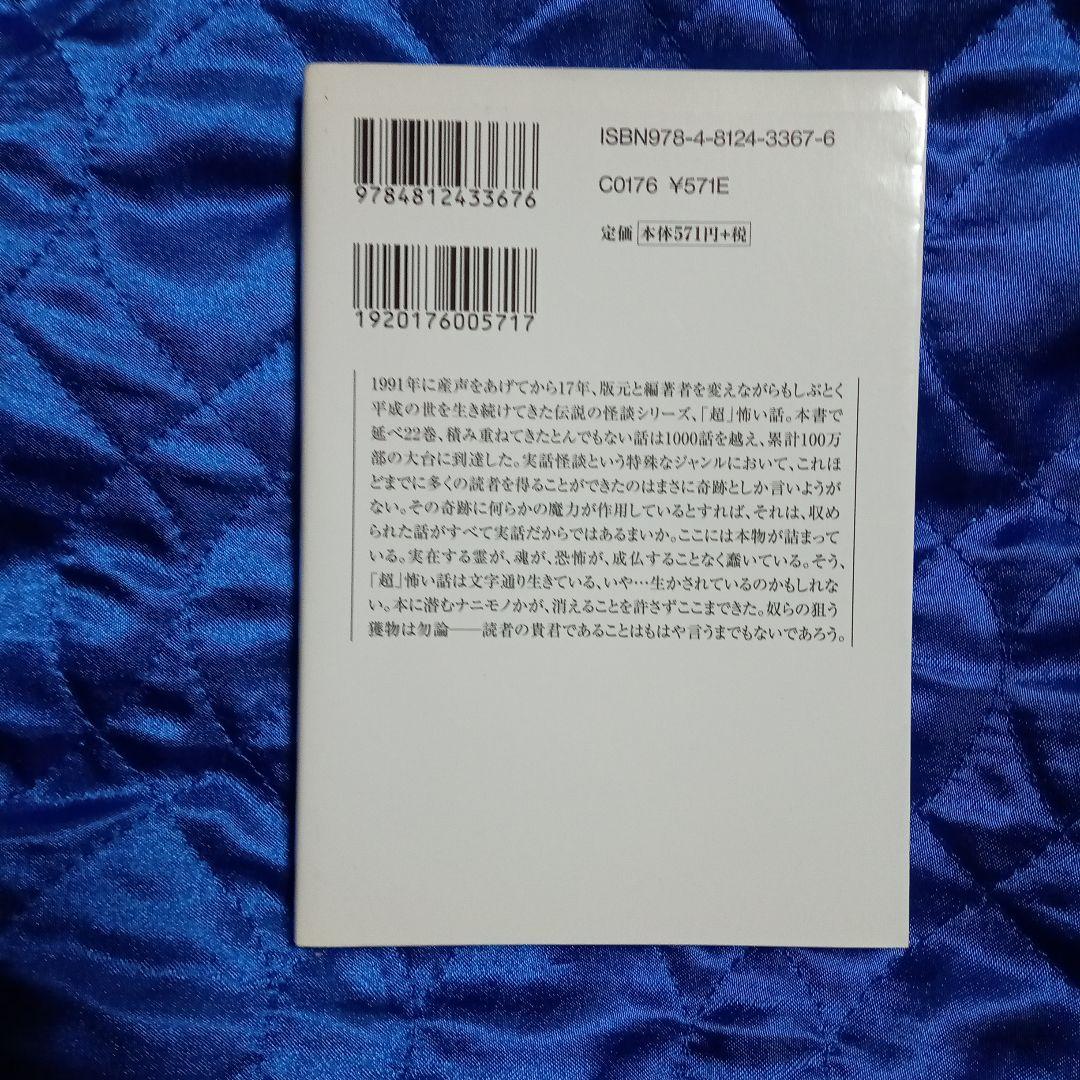 9784812433676
ISBN978-4-8124-3367-6
C0176 ¥571E
定価 本体571円+税
1920176005717
1991年に産声をあげてから17年、版元と編著者を変えながらもしぶとく
平成の世を生き続けてきた伝説の怪談シリーズ、「超」怖い話。本書で
延べ22巻、積み重ねてきたとんでもない話は1000話を越え、累計100万
部の大台に到達した。実話怪談という特殊なジャンルにおいて、これほ
どまでに多くの読者を得ることができたのはまさに奇跡としか言いようが
ない。その奇跡に何らかの魔力が作用しているとすれば、それは、収め
られた話がすべて実話だからではあるまいか。ここには本物が詰まって
いる。実在する霊が、魂が、恐怖が、成仏することなく蠢いている。そう、
「超」怖い話は文字通り生きている、いや…生かされているのかもしれな
い。本に潜むナニモノかが、消えることを許さずここまできた。奴らの狙う
獲物は勿論――読者の貴君であることはもはや言うまでもないであろう。